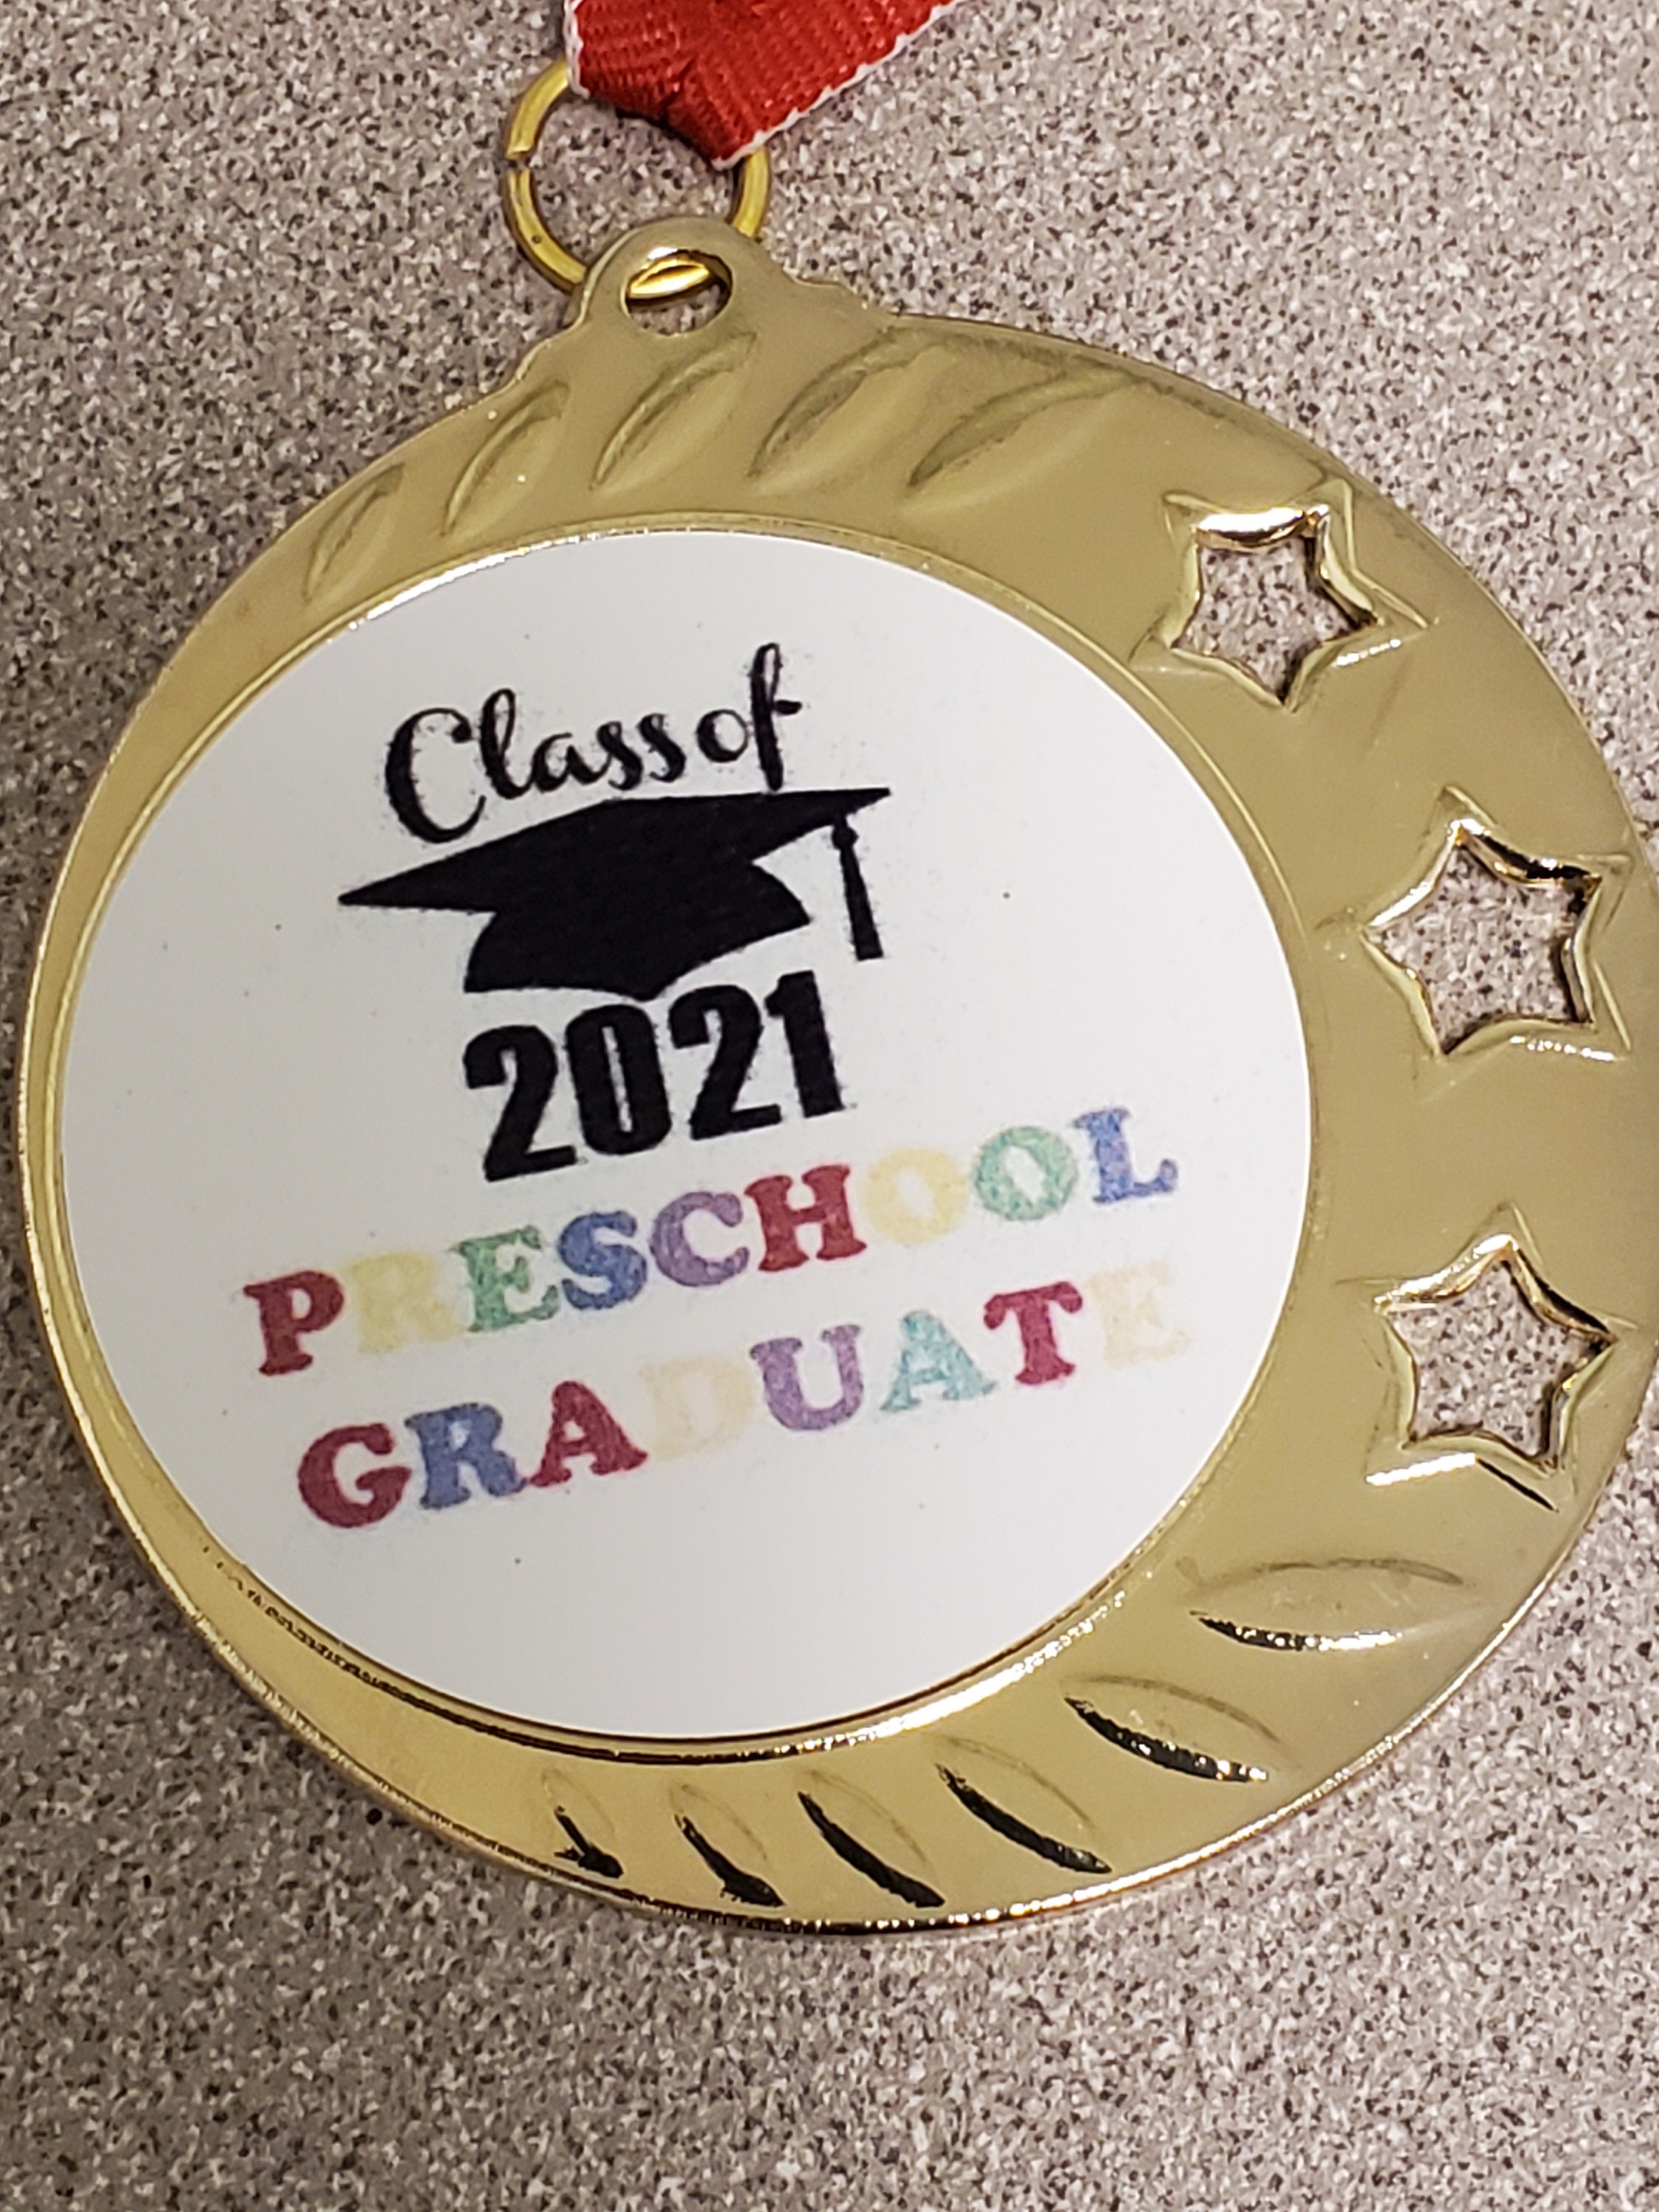 Class of
2021
PRESCHOOL
GRADUATE